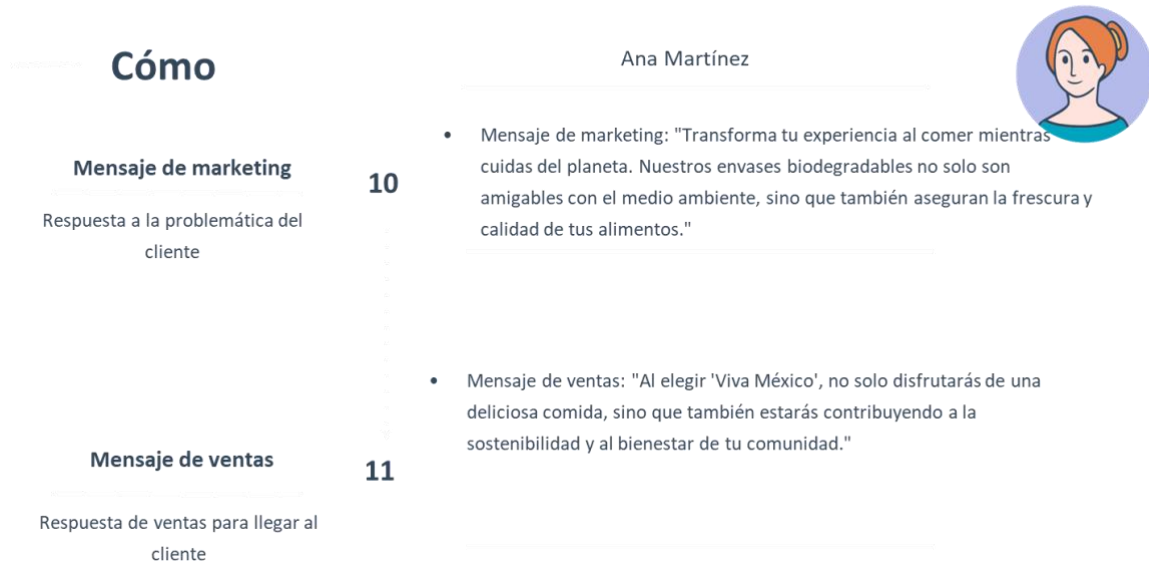 Cómo
Ana Martínez
Mensaje de marketing
Respuesta a la problemática del
cliente
10
• Mensaje de marketing: "Transforma tu experiencia al comer mientras
cuidas del planeta. Nuestros envases biodegradables no solo son
amigables con el medio ambiente, sino que también aseguran la frescura y
calidad de tus alimentos."
Mensaje de ventas
Respuesta de ventas para llegar al
cliente
11
• Mensaje de ventas: "Al elegir 'Viva México', no solo disfrutarás de una
deliciosa comida, sino que también estarás contribuyendo a la
sostenibilidad y al bienestar de tu comunidad."